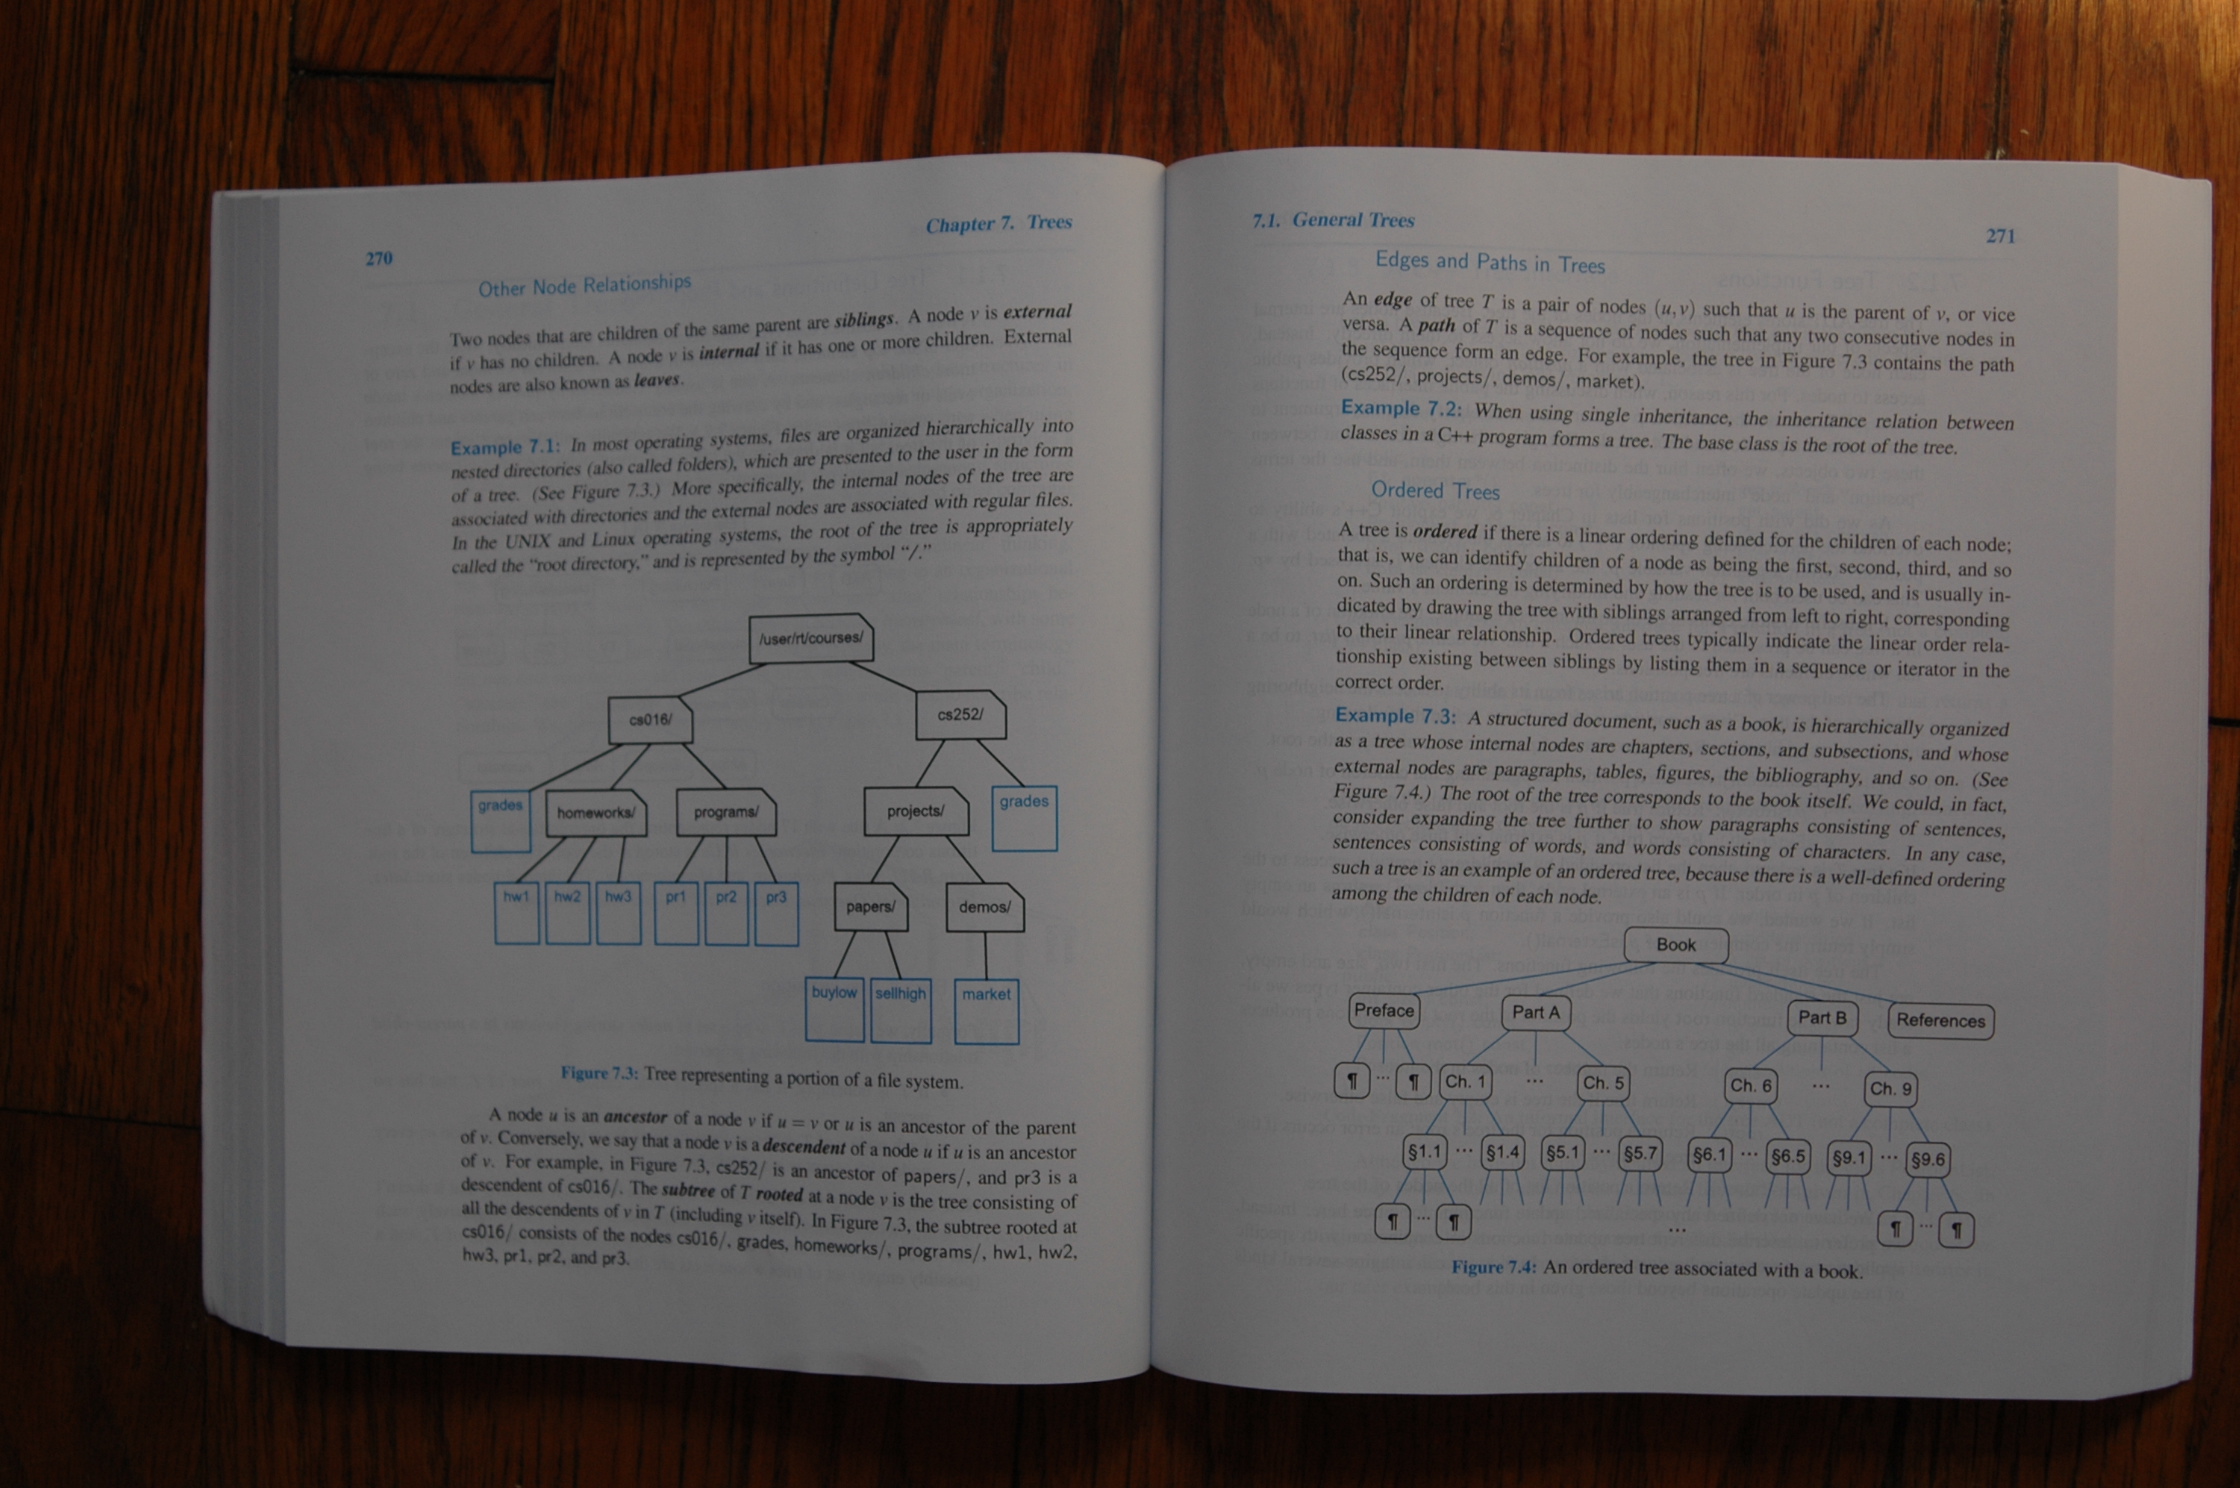 270
Chapter 7. Trees
Other Node Relationships
Two nodes that are children of the same parent are siblings. A node v is external
if v has no children. A node v is internal if it has one or more children. External
nodes are also known as leaves.
Example 7.1: In most operating systems, files are organized hierarchically into
nested directories (also called folders), which are presented to the user in the form
of a tree. (See Figure 7.3.) More specifically, the internal nodes of the tree are
associated with directories and the external nodes are associated with regular files.
In the UNIX and Linux operating systems, the root of the tree is appropriately
called the “root directory,” and is represented by the symbol “/.”
/user/rt/courses/
cs016/ cs252/
grades homeworks/ programs/ projects/ grades
hw1 hw2 hw3 pr1 pr2 pr3 papers/ demos/
buylow sellhigh market
Figure 7.3: Tree representing a portion of a file system.
A node u is an ancestor of a node v if u = v or u is an ancestor of the parent
of v. Conversely, we say that a node v is a descendent of a node u if u is an ancestor
of v. For example, in Figure 7.3, cs252/ is an ancestor of papers/, and pr3 is a
descendent of cs016/. The subtree of T rooted at a node v is the tree consisting of
all the descendents of v in T (including v itself). In Figure 7.3, the subtree rooted at
cs016/ consists of the nodes cs016/, grades, homeworks/, programs/, hw1, hw2,
hw3, pr1, pr2, and pr3.
7.1. General Trees
271
Edges and Paths in Trees
An edge of tree T is a pair of nodes (u,v) such that u is the parent of v, or vice
versa. A path of T is a sequence of nodes such that any two consecutive nodes in
the sequence form an edge. For example, the tree in Figure 7.3 contains the path
(cs252/, projects/, demos/, market).
Example 7.2: When using single inheritance, the inheritance relation between
classes in a C++ program forms a tree. The base class is the root of the tree.
Ordered Trees
A tree is ordered if there is a linear ordering defined for the children of each node;
that is, we can identify children of a node as being the first, second, third, and so
on. Such an ordering is determined by how the tree is to be used, and is usually in-
dicated by drawing the tree with siblings arranged from left to right, corresponding
to their linear relationship. Ordered trees typically indicate the linear order rela-
tionship existing between siblings by listing them in a sequence or iterator in the
correct order.
Example 7.3: A structured document, such as a book, is hierarchically organized
as a tree whose internal nodes are chapters, sections, and subsections, and whose
external nodes are paragraphs, tables, figures, the bibliography, and so on. (See
Figure 7.4.) The root of the tree corresponds to the book itself. We could, in fact,
consider expanding the tree further to show paragraphs consisting of sentences,
sentences consisting of words, and words consisting of characters. In any case,
such a tree is an example of an ordered tree, because there is a well-defined ordering
among the children of each node.
Book
Preface Part A Part B References
¶ ... ¶ Ch. 1 ... Ch. 5 Ch. 6 ... Ch. 9
§1.1 ... §1.4 §5.1 ... §5.7 §6.1 ... §6.5 §9.1 ... §9.6
¶ ... ¶ ... ¶ ... ¶
Figure 7.4: An ordered tree associated with a book.